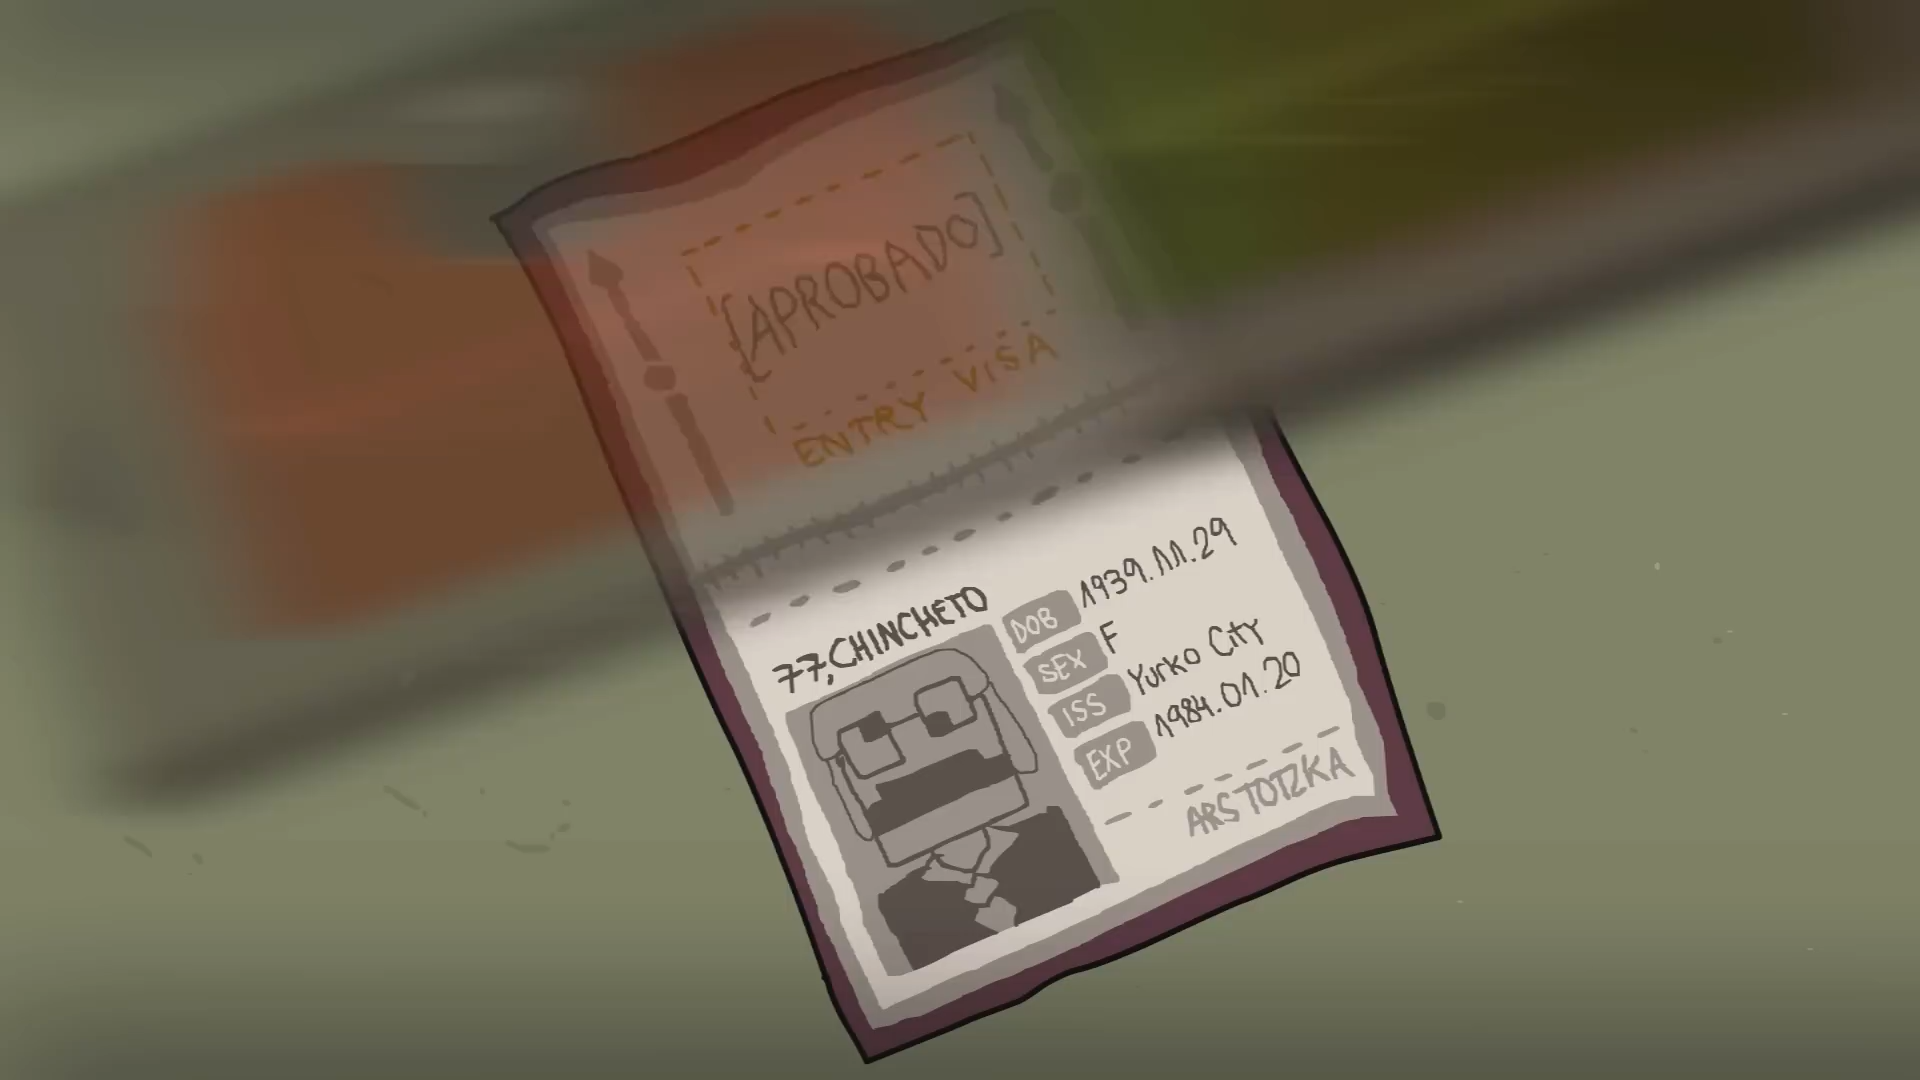 [APROBADO]
ENTRY VISA
77, CHINCHETO
DOB 1939.11.29
SEX F
ISS Yurko City
EXP 1984.01.20
ARSTOTZKA